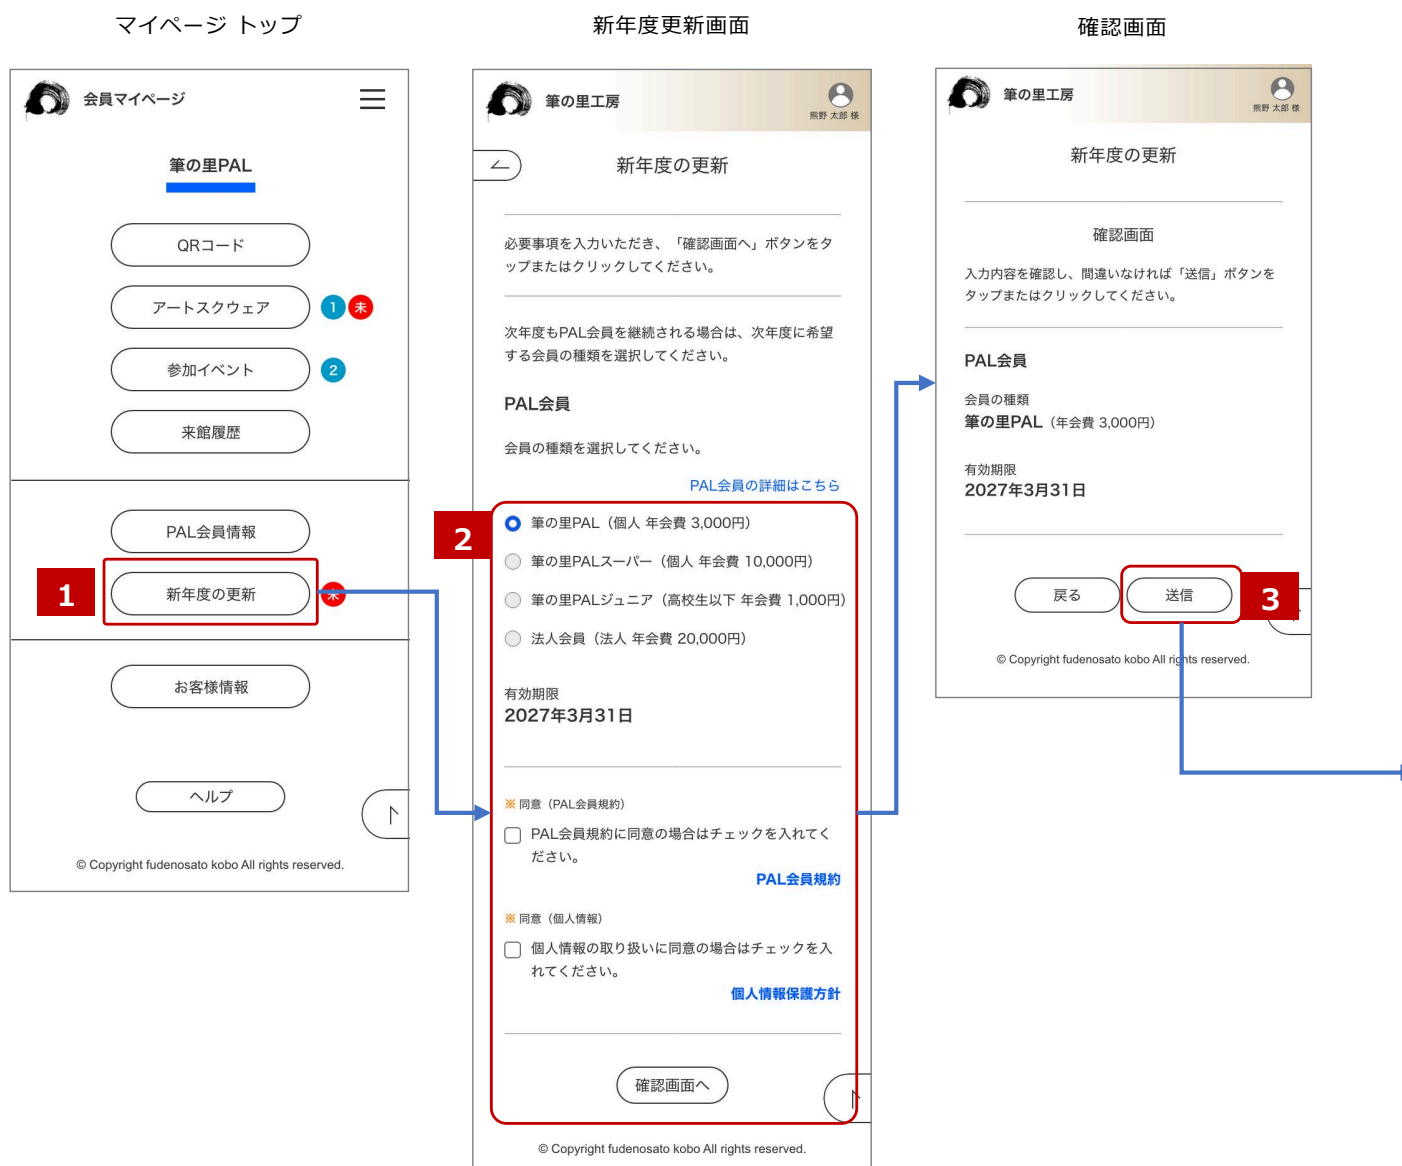 マイページ トップ
会員マイページ
筆の里PAL
QRコード
アートスクウェア
1
未
参加イベント
2
来館履歴
PAL会員情報
1
新年度の更新
未
お客様情報
ヘルプ
© Copyright fudenosato kobo All rights reserved.
新年度更新画面
筆の里工房
熊野 太郎 様
新年度の更新
必要事項を入力いただき、「確認画面へ」ボタンをタ
ップまたはクリックしてください。
次年度もPAL会員を継続される場合は、次年度に希望
する会員の種類を選択してください。
PAL会員
会員の種類を選択してください。
PAL会員の詳細はこちら
2
筆の里PAL（個人 年会費 3,000円）
筆の里PALスーパー（個人 年会費 10,000円）
筆の里PALジュニア（高校生以下 年会費 1,000円）
法人会員（法人 年会費 20,000円）
有効期限
2027年3月31日
※ 同意（PAL会員規約）
PAL会員規約に同意の場合はチェックを入れてく
ださい。
PAL会員規約
※ 同意（個人情報）
個人情報の取り扱いに同意の場合はチェックを入
れてください。
個人情報保護方針
確認画面へ
© Copyright fudenosato kobo All rights reserved.
確認画面
筆の里工房
熊野 太郎 様
新年度の更新
確認画面
入力内容を確認し、間違いなければ「送信」ボタンを
タップまたはクリックしてください。
PAL会員
会員の種類
筆の里PAL（年会費 3,000円）
有効期限
2027年3月31日
戻る
送信
3
© Copyright fudenosato kobo All rights reserved.